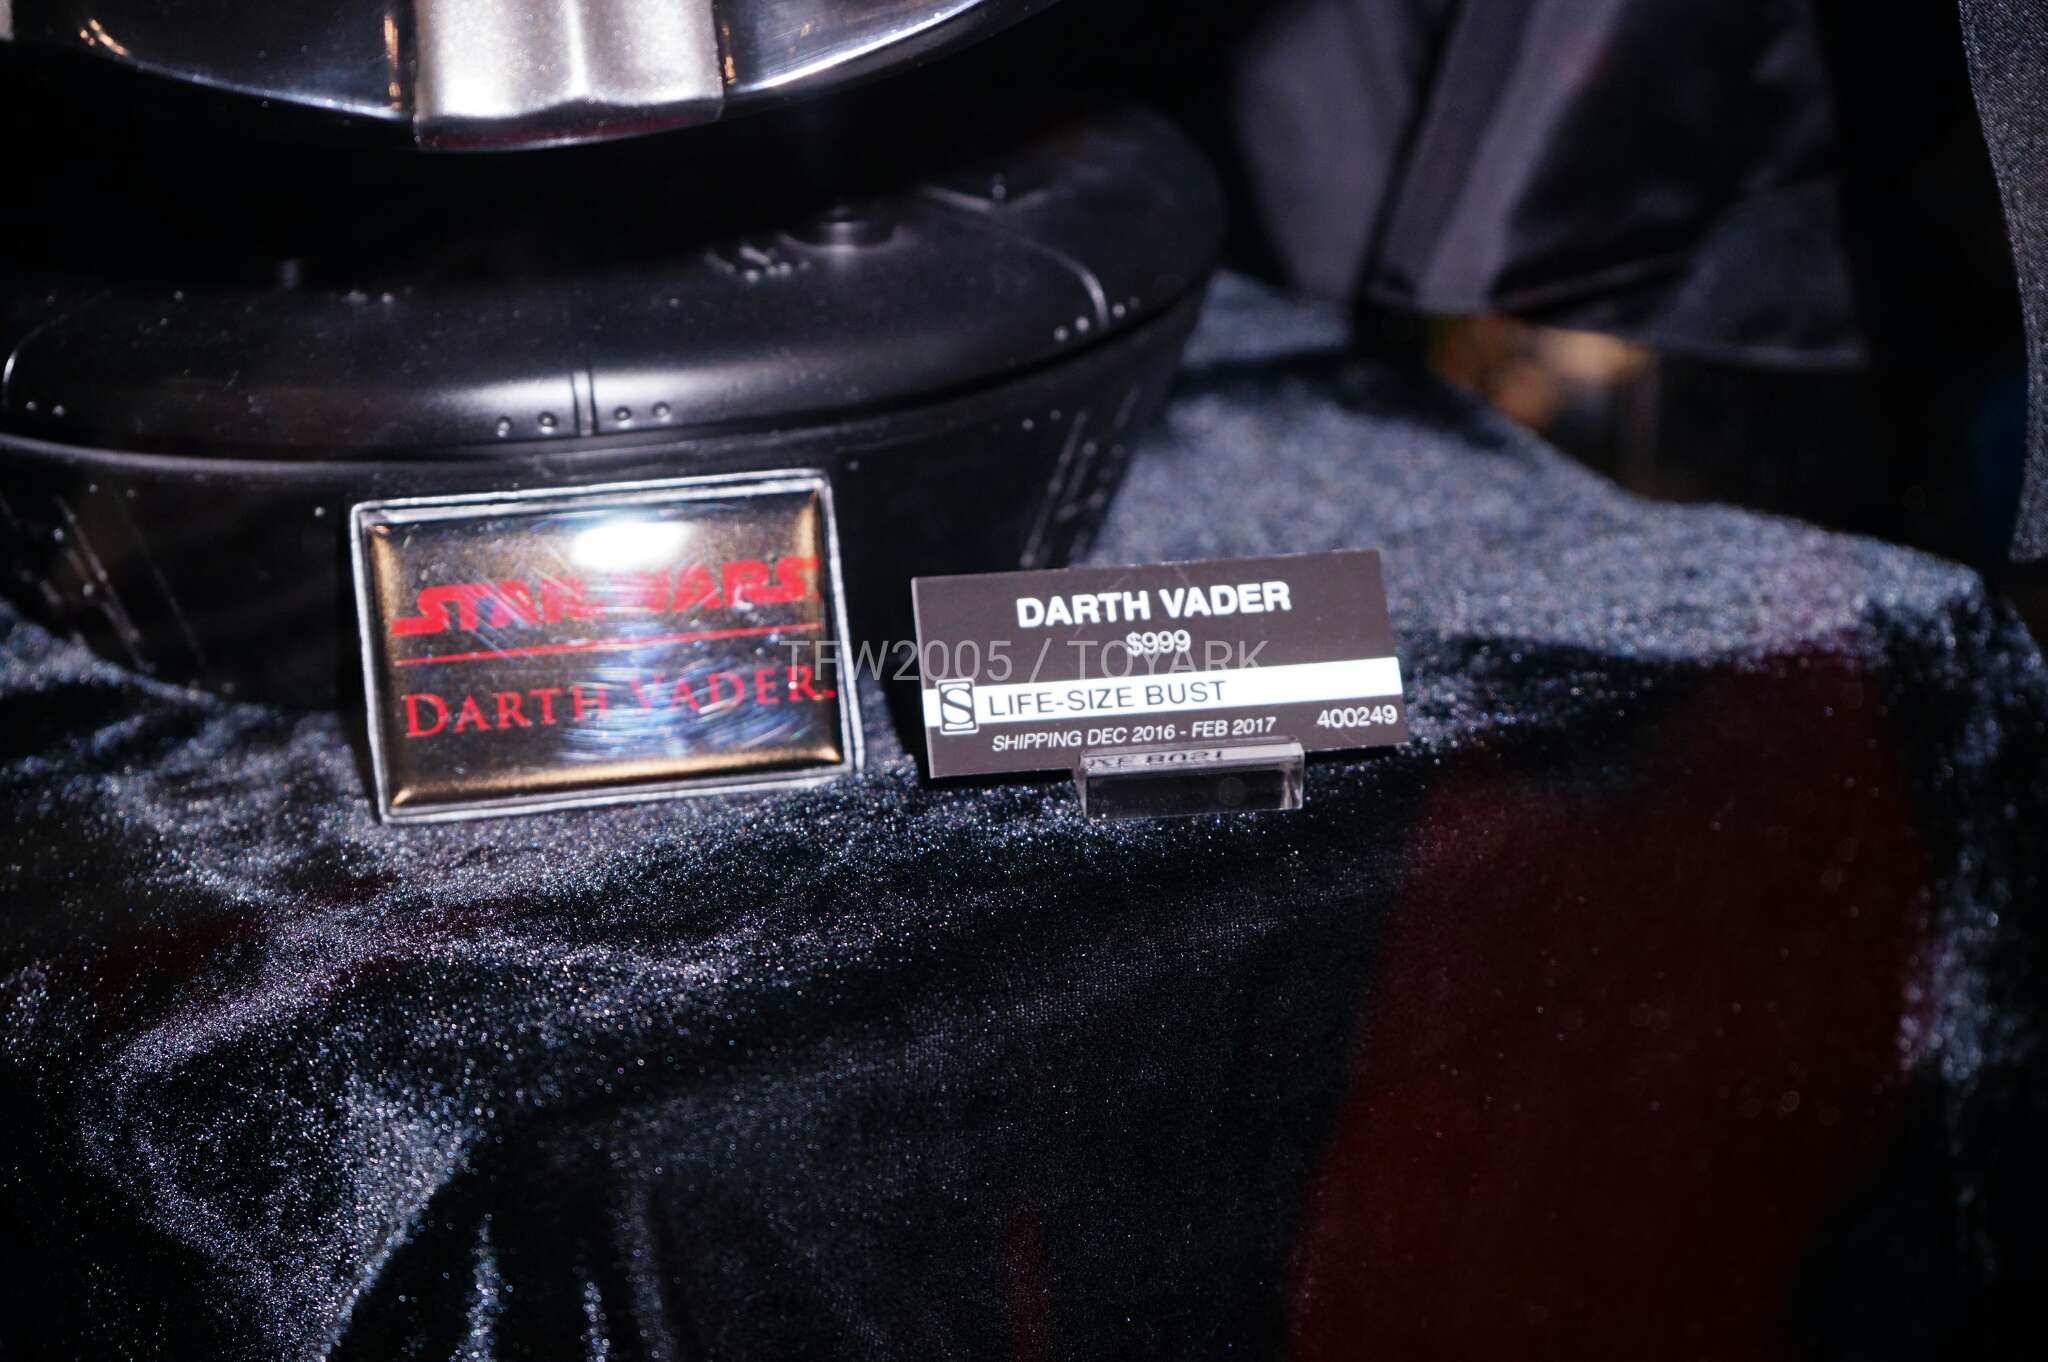 STAR WARS
DARTH VADER
DARTH VADER
$999
LIFE-SIZE BUST
SHIPPING DEC 2016 - FEB 2017
400249
TFW2005 / TOYARK